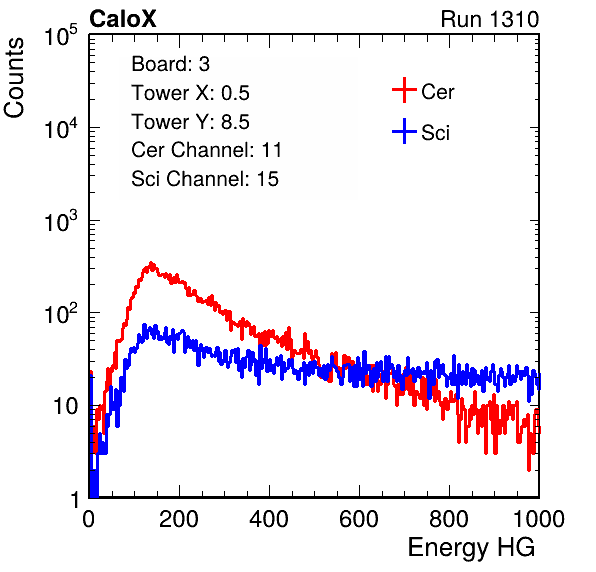 CaloX Run 1310
Counts
10^5
10^4
10^3
10^2
10
1
Board: 3
Tower X: 0.5
Tower Y: 8.5
Cer Channel: 11
Sci Channel: 15
Cer
Sci
0 200 400 600 800 1000
Energy HG